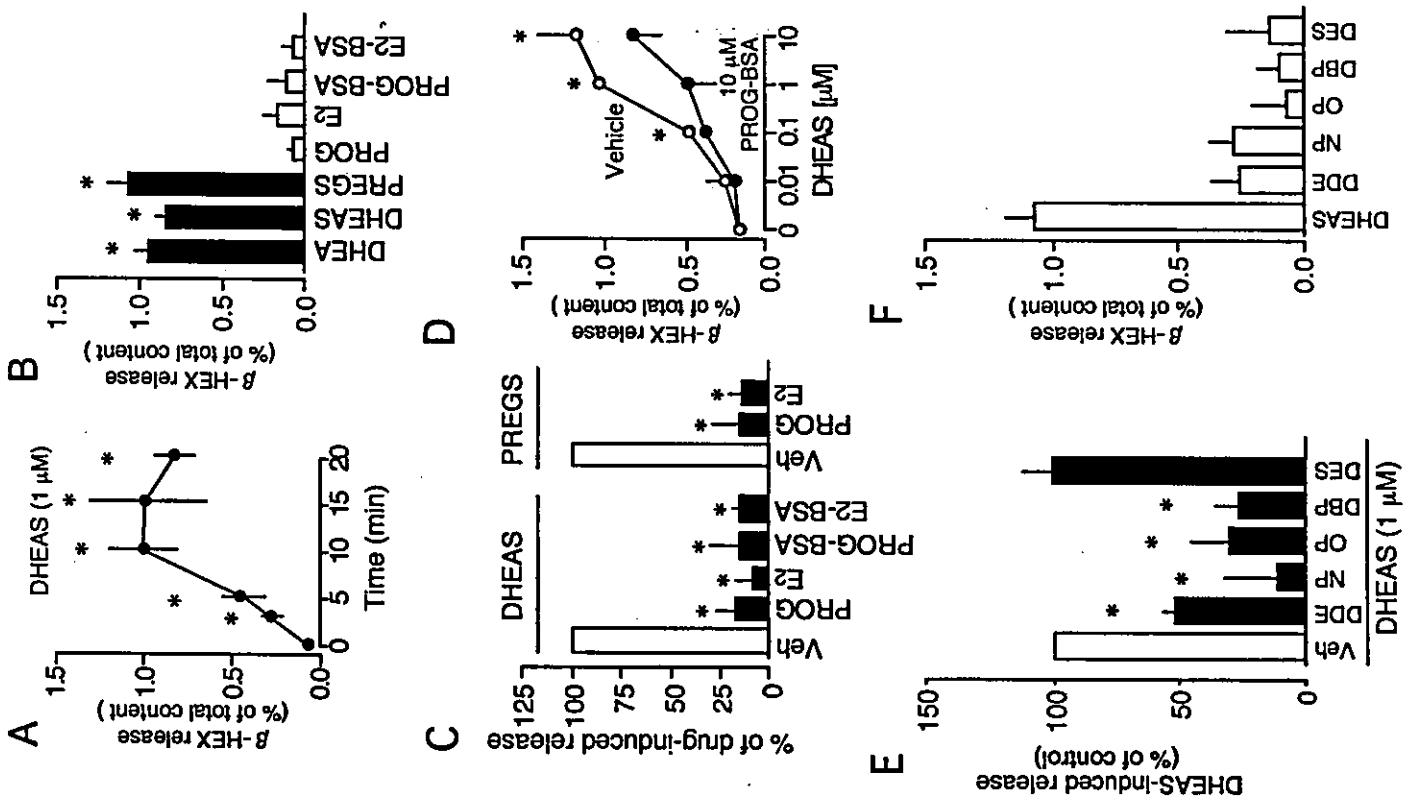 A
DHEAS (1 μM)
β-HEX release
(% of total content)
1.5
1.0
0.5
0.0
0
5
10
15
20
Time (min)
*
*
*
*
*
B
β-HEX release
(% of total content)
1.5
1.0
0.5
0.0
*
*
*
DHEA
DHEAS
PREGS
PROG
E2
PROG-BSA
E2-BSA
C
% of drug-induced release
125
100
75
50
25
0
DHEAS
PREGS
*
*
*
*
*
*
Veh
PROG
E2
PROG-BSA
E2-BSA
Veh
PROG
E2
D
β-HEX release
(% of total content)
1.5
1.0
0.5
0.0
Vehicle
*
*
*
10 μM
PROG-BSA
0
0.01
0.1
1
10
DHEAS [μM]
E
DHEAS-induced release
(% of control)
150
100
50
0
*
*
*
*
Veh
DDE
NP
OP
DBP
DES
DHEAS (1 μM)
F
β-HEX release
(% of total content)
1.5
1.0
0.5
0.0
DHEAS
DDE
NP
OP
DBP
DES